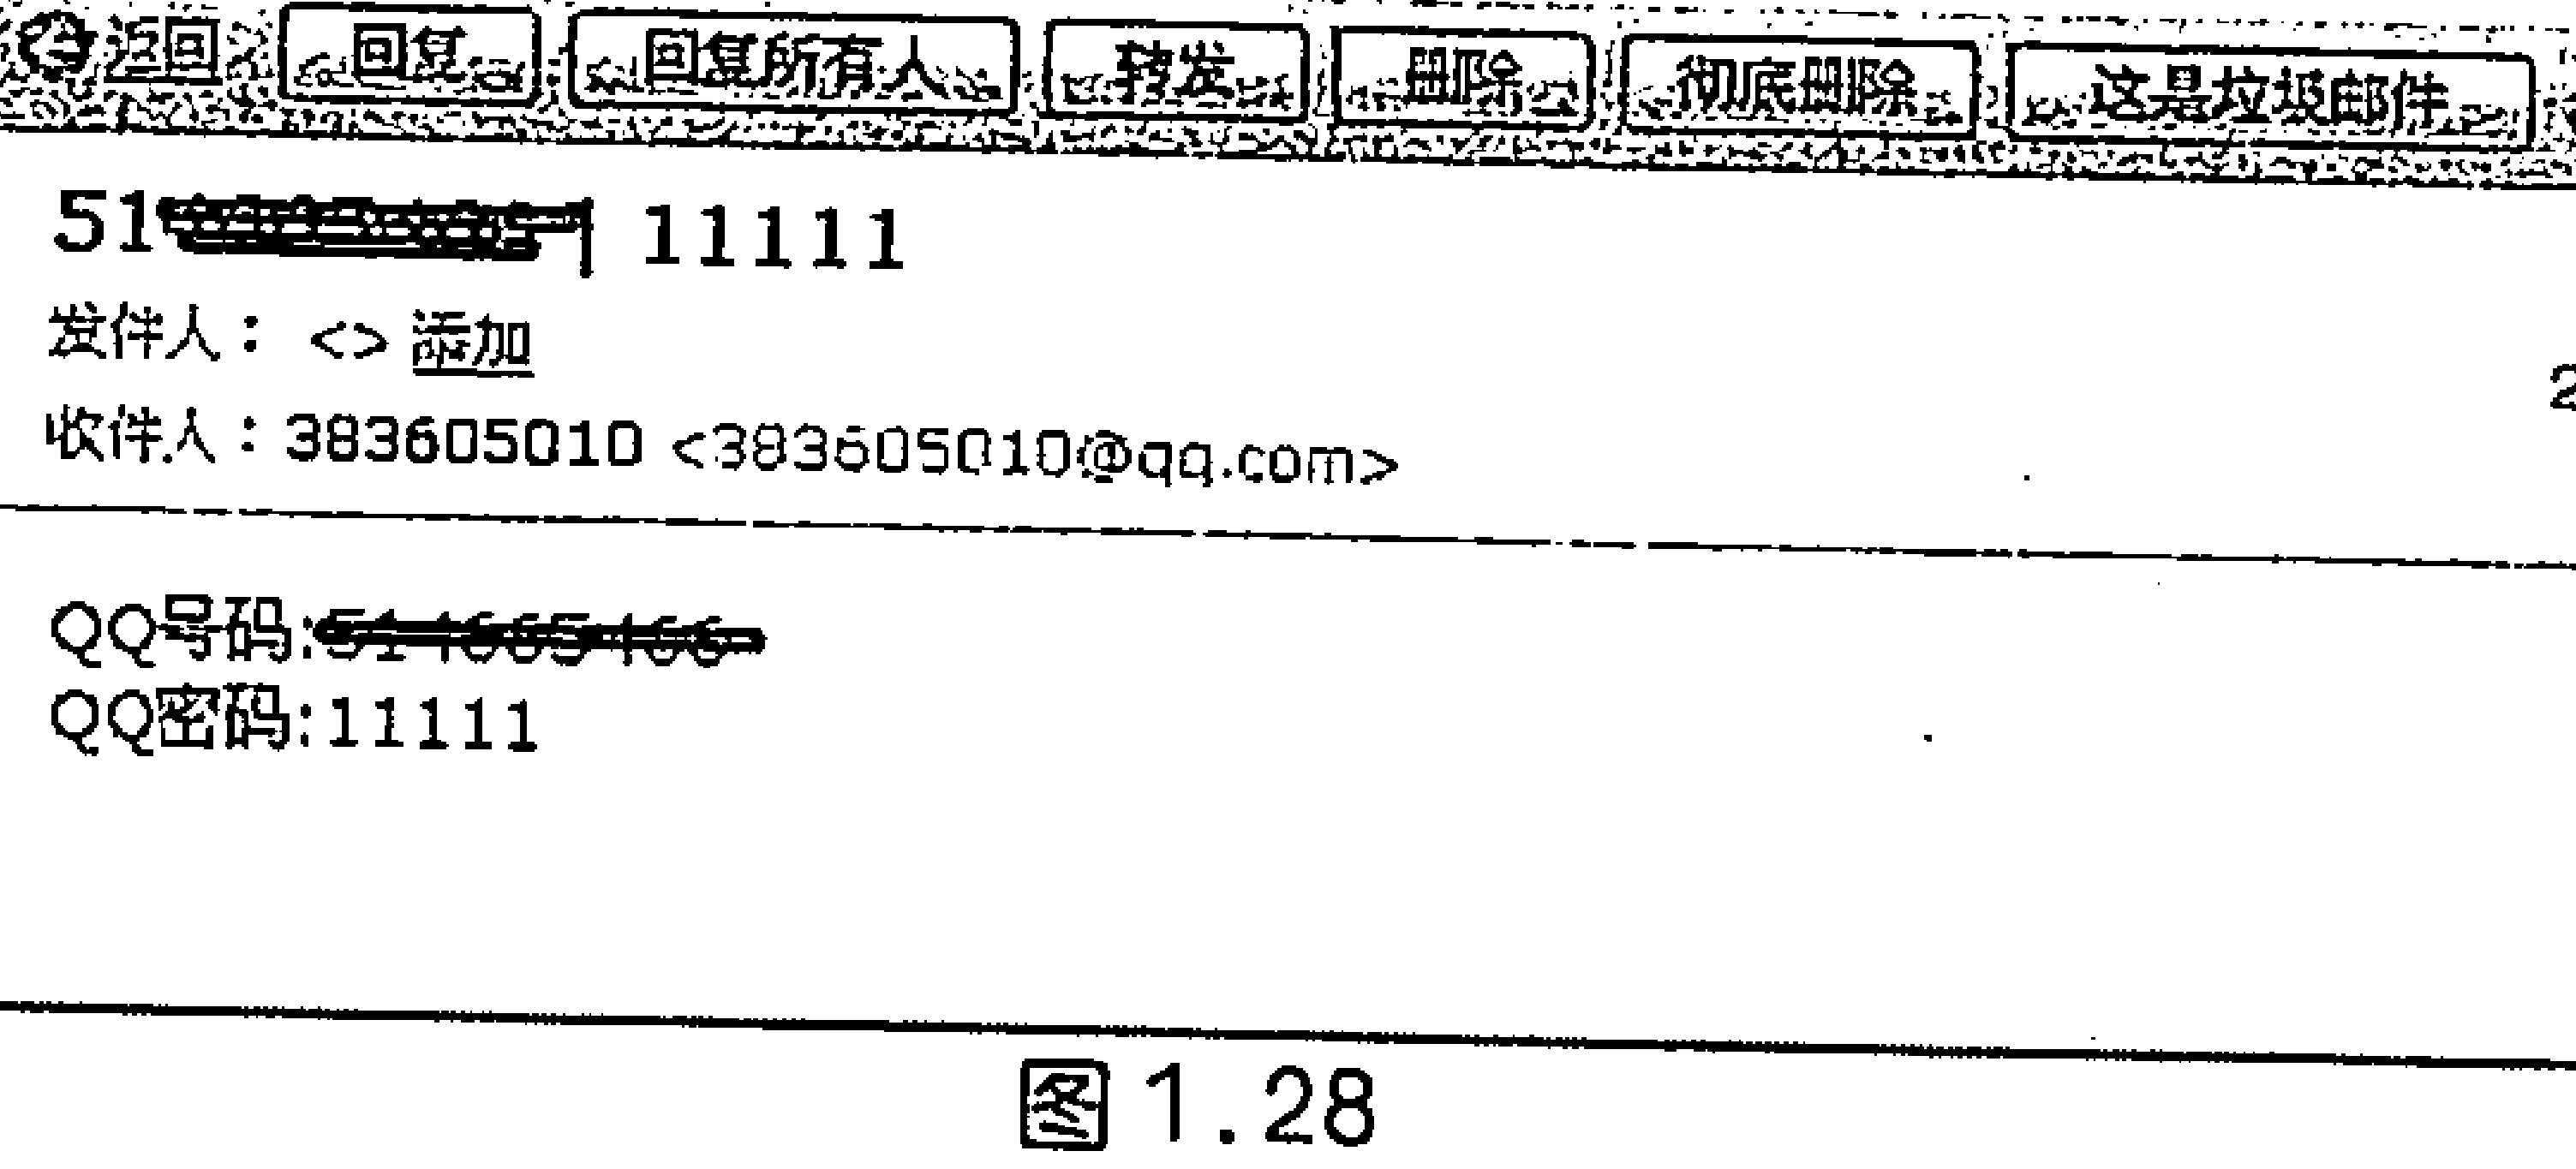 返回 回复 回复所有人 转发 删除 彻底删除 这是垃圾邮件
51 11111
发件人： <> 添加
2
收件人：383605010 <383605010@qq.com>
QQ号码:
QQ密码:11111
图 1.28